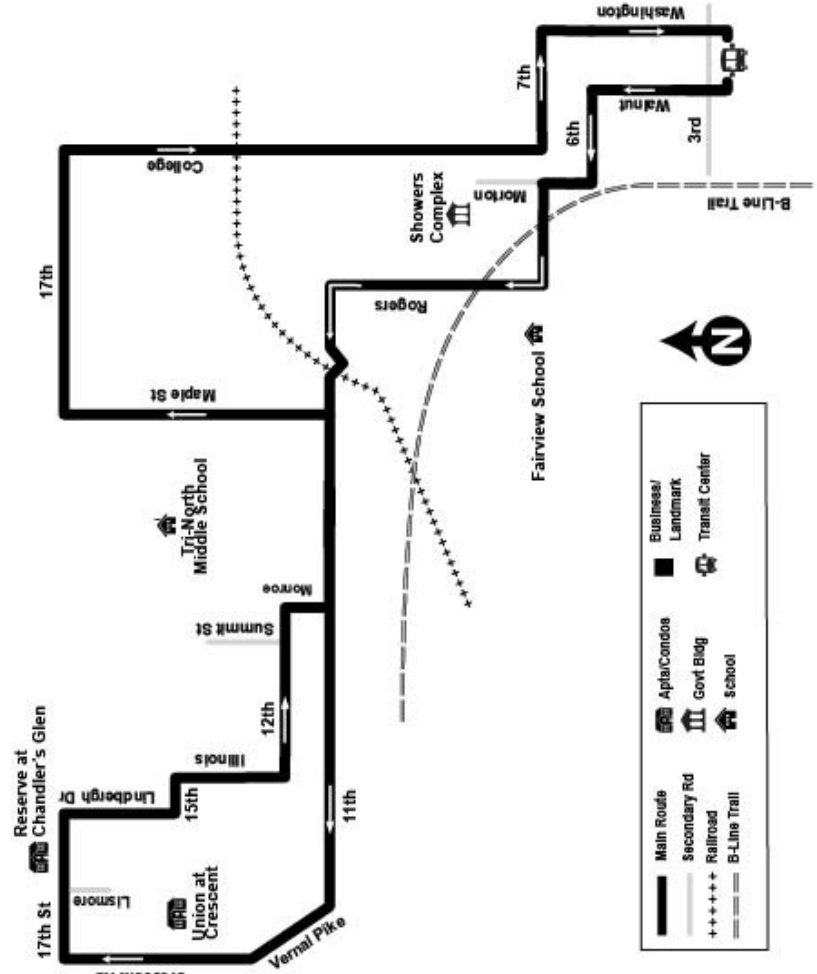 17th St
Reserve at
Chandler's Glen
Lismore
Lindbergh Dr
Union at
Crescent
15th
Illinois
Vernal Pike
12th
11th
Summit St
Monroe
Tri-North
Middle School
Maple St
17th
College
Rogers
Showers
Complex
Morton
Fairview School
6th
7th
Walnut
Washington
3rd
B-Line Trail
N
Main Route
Secondary Rd
Railroad
B-Line Trail
Apts/Condos
Govt Bldg
School
Business/
Landmark
Transit Center